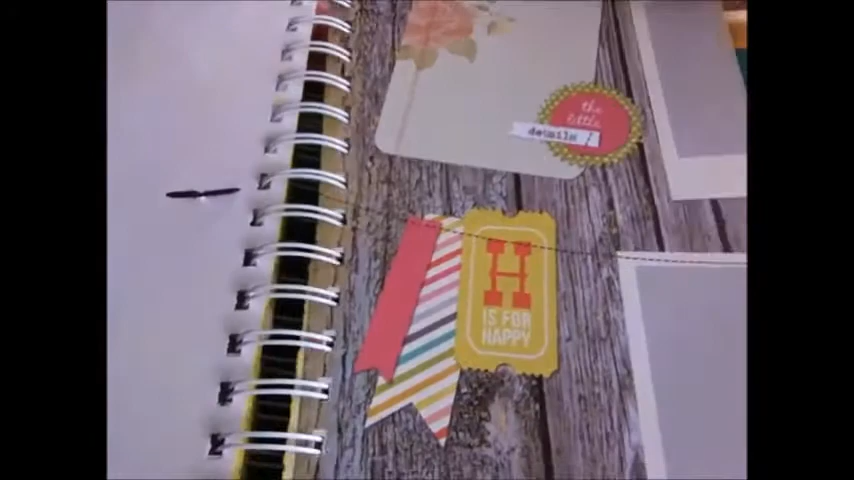 the
little
details !
H
IS FOR
HAPPY